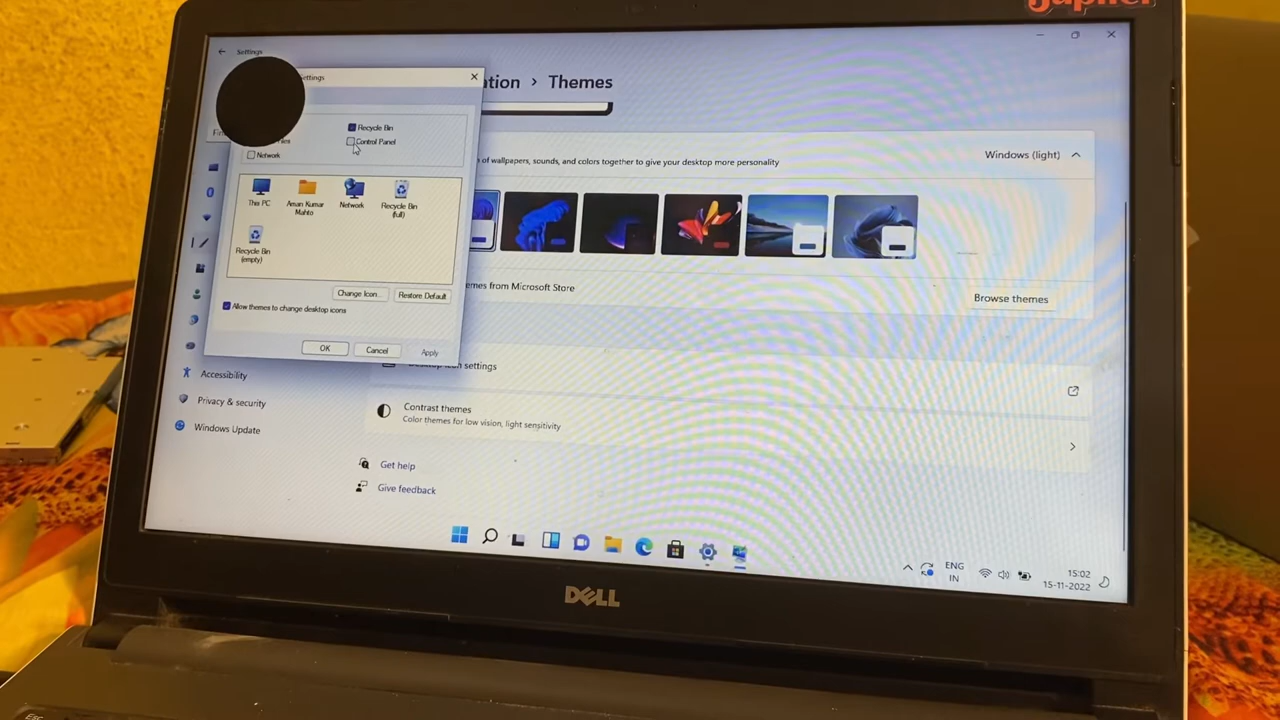 Settings
ettings
ation > Themes
Recycle Bin
Control Panel
Network
of wallpapers, sounds, and colors together to give your desktop more personality
Windows (light)
This PC
Aman Kumar
Mahto
Network
Recycle Bin
(full)
Recycle Bin
(empty)
emes from Microsoft Store
Browse themes
Change Icon...
Restore Default
Allow themes to change desktop icons
OK
Cancel
Apply
settings
Accessibility
Privacy & security
Windows Update
Contrast themes
Color themes for low vision, light sensitivity
Get help
Give feedback
ENG
IN
15:02
15-11-2022
DELL